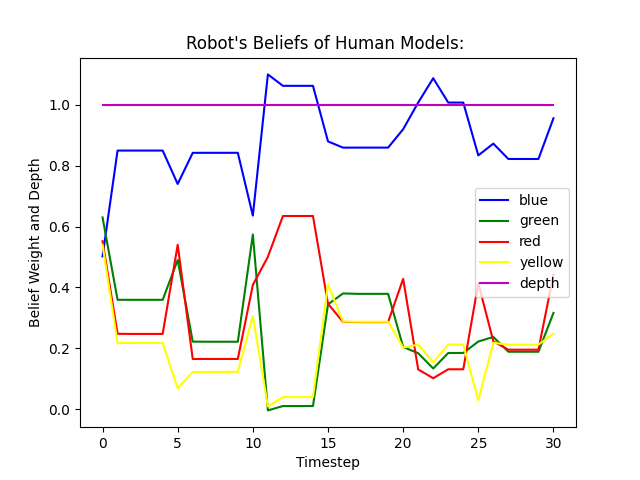 Robot's Beliefs of Human Models:
Belief Weight and Depth
1.0
0.8
0.6
0.4
0.2
0.0
blue
green
red
yellow
depth
0 5 10 15 20 25 30
Timestep